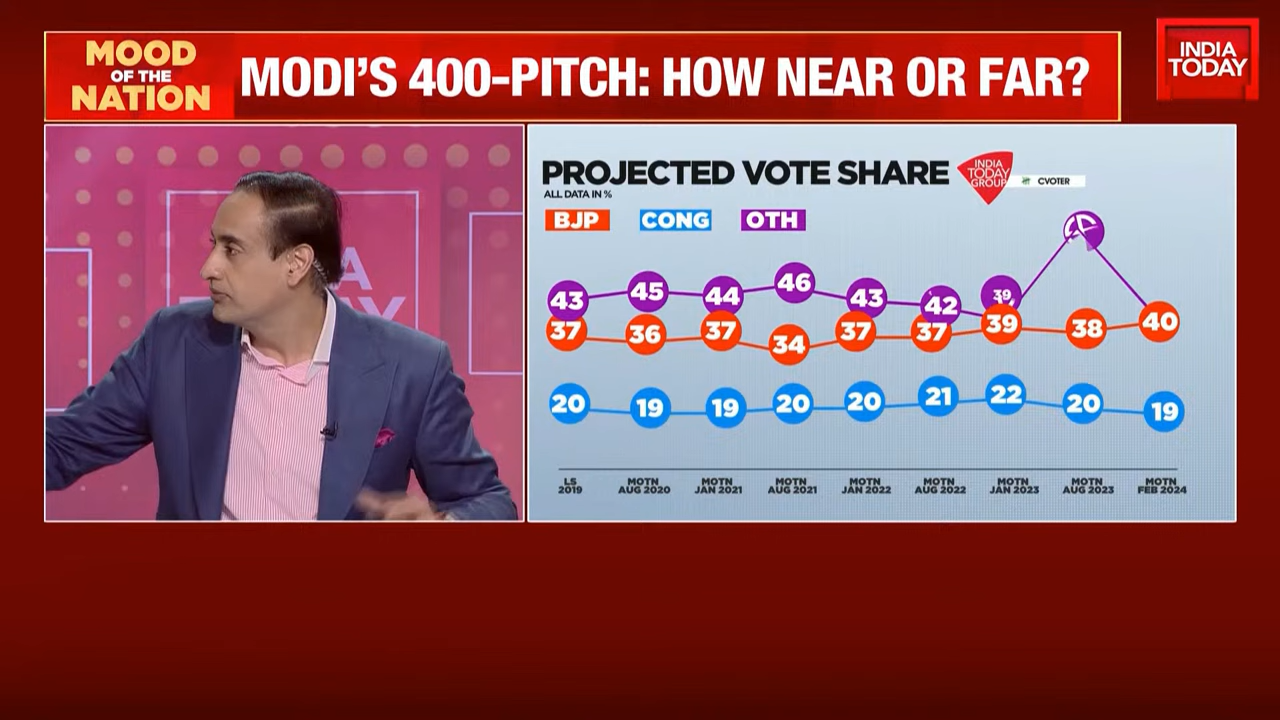 MOOD
OF THE
NATION
MODI'S 400-PITCH: HOW NEAR OR FAR?
INDIA
TODAY
PROJECTED VOTE SHARE
INDIA
TODAY
GROUP
CVOTER
ALL DATA IN %
BJP CONG OTH
43 45 44 46 43 42 39
37 36 37 34 37 37 39 38 40
20 19 19 20 20 21 22 20 19
LS
2019
MOTN
AUG 2020
MOTN
JAN 2021
MOTN
AUG 2021
MOTN
JAN 2022
MOTN
AUG 2022
MOTN
JAN 2023
MOTN
AUG 2023
MOTN
FEB 2024